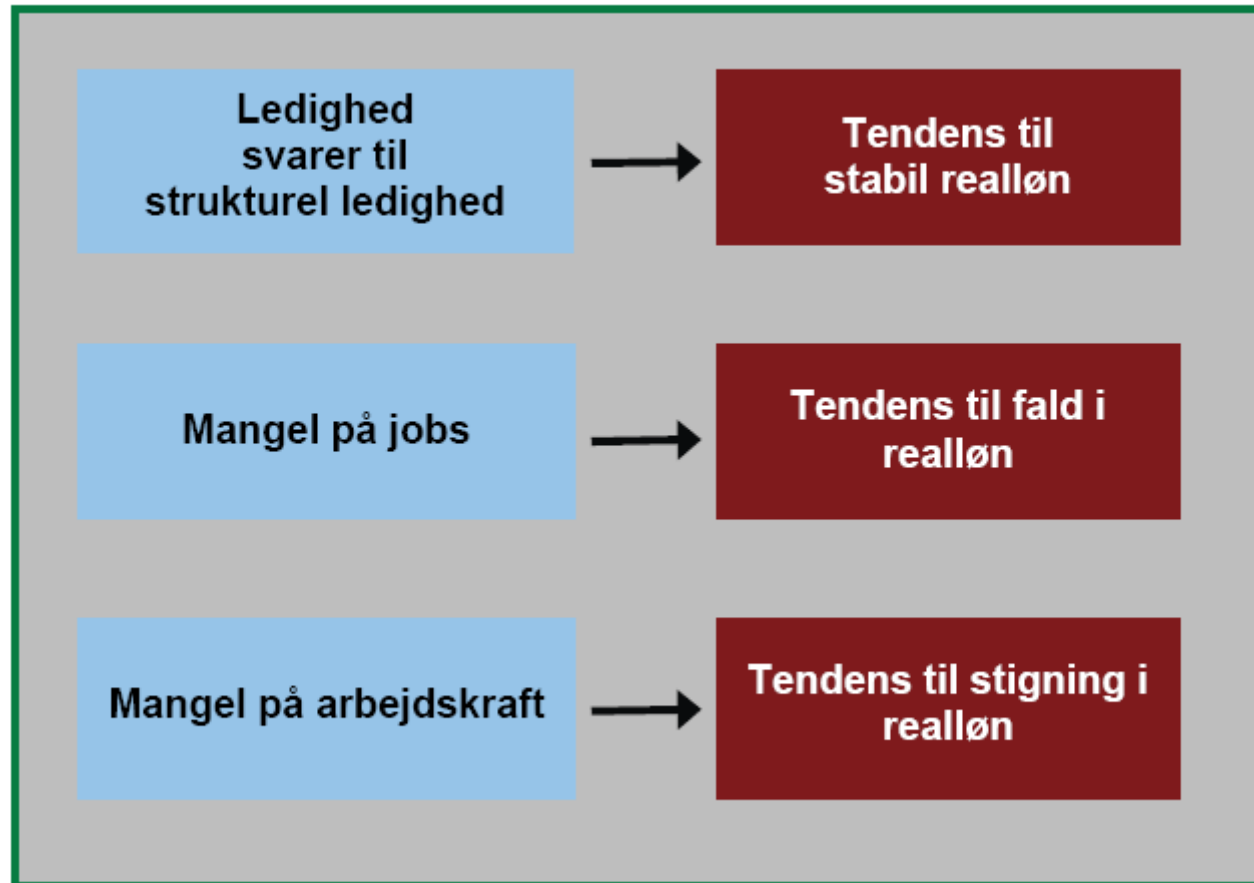 Ledighed
svarer til
strukturel ledighed
Tendens til
stabil realløn
Mangel på jobs
Tendens til fald i
realløn
Mangel på arbejdskraft
Tendens til stigning i
realløn